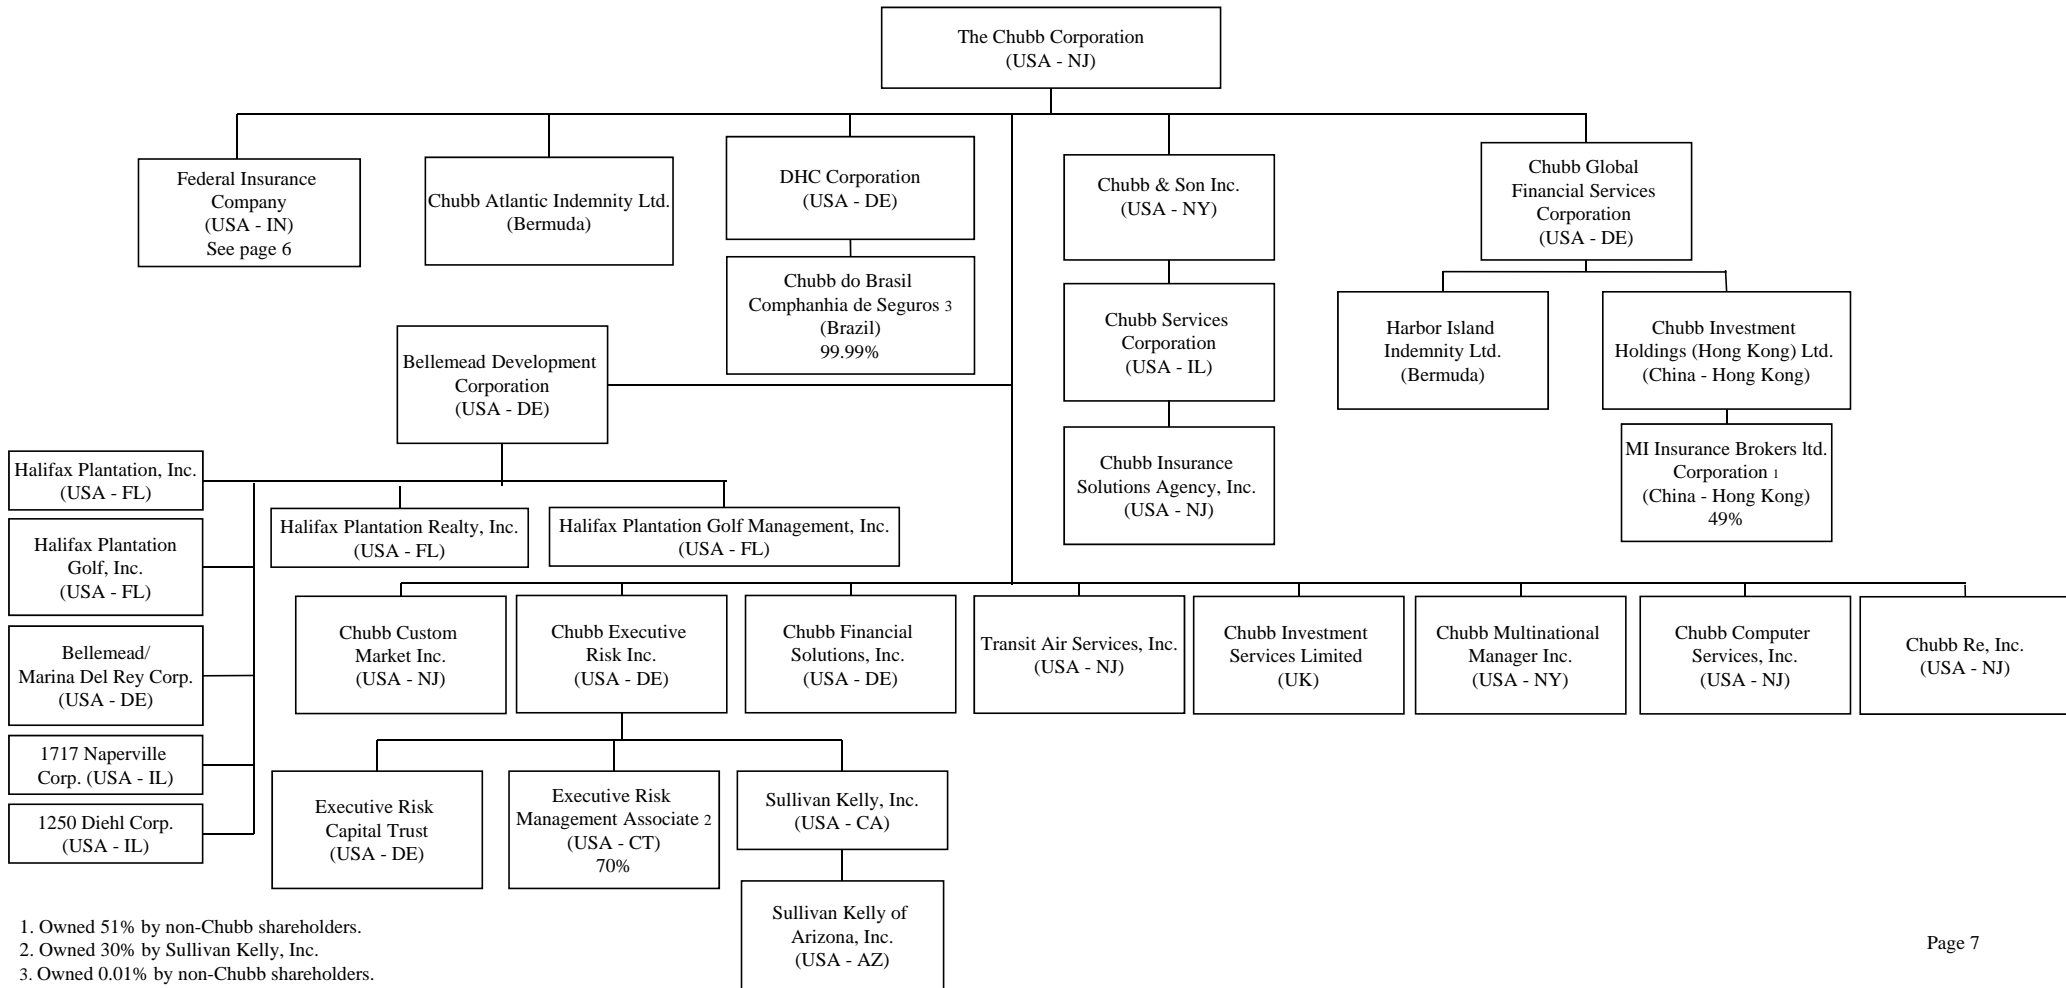 The Chubb Corporation
(USA - NJ)
Federal Insurance
Company
(USA - IN)
See page 6
Chubb Atlantic Indemnity Ltd.
(Bermuda)
DHC Corporation
(USA - DE)
Chubb do Brasil
Comphanhia de Seguros 3
(Brazil)
99.99%
Chubb & Son Inc.
(USA - NY)
Chubb Services
Corporation
(USA - IL)
Chubb Insurance
Solutions Agency, Inc.
(USA - NJ)
Chubb Global
Financial Services
Corporation
(USA - DE)
Harbor Island
Indemnity Ltd.
(Bermuda)
Chubb Investment
Holdings (Hong Kong) Ltd.
(China - Hong Kong)
MI Insurance Brokers ltd.
Corporation 1
(China - Hong Kong)
49%
Bellemead Development
Corporation
(USA - DE)
Halifax Plantation, Inc.
(USA - FL)
Halifax Plantation
Golf, Inc.
(USA - FL)
Bellemead/
Marina Del Rey Corp.
(USA - DE)
1717 Naperville
Corp. (USA - IL)
1250 Diehl Corp.
(USA - IL)
Halifax Plantation Realty, Inc.
(USA - FL)
Halifax Plantation Golf Management, Inc.
(USA - FL)
Chubb Custom
Market Inc.
(USA - NJ)
Chubb Executive
Risk Inc.
(USA - DE)
Chubb Financial
Solutions, Inc.
(USA - DE)
Transit Air Services, Inc.
(USA - NJ)
Chubb Investment
Services Limited
(UK)
Chubb Multinational
Manager Inc.
(USA - NY)
Chubb Computer
Services, Inc.
(USA - NJ)
Chubb Re, Inc.
(USA - NJ)
Executive Risk
Capital Trust
(USA - DE)
Executive Risk
Management Associate 2
(USA - CT)
70%
Sullivan Kelly, Inc.
(USA - CA)
Sullivan Kelly of
Arizona, Inc.
(USA - AZ)
1. Owned 51% by non-Chubb shareholders.
2. Owned 30% by Sullivan Kelly, Inc.
3. Owned 0.01% by non-Chubb shareholders.
Page 7